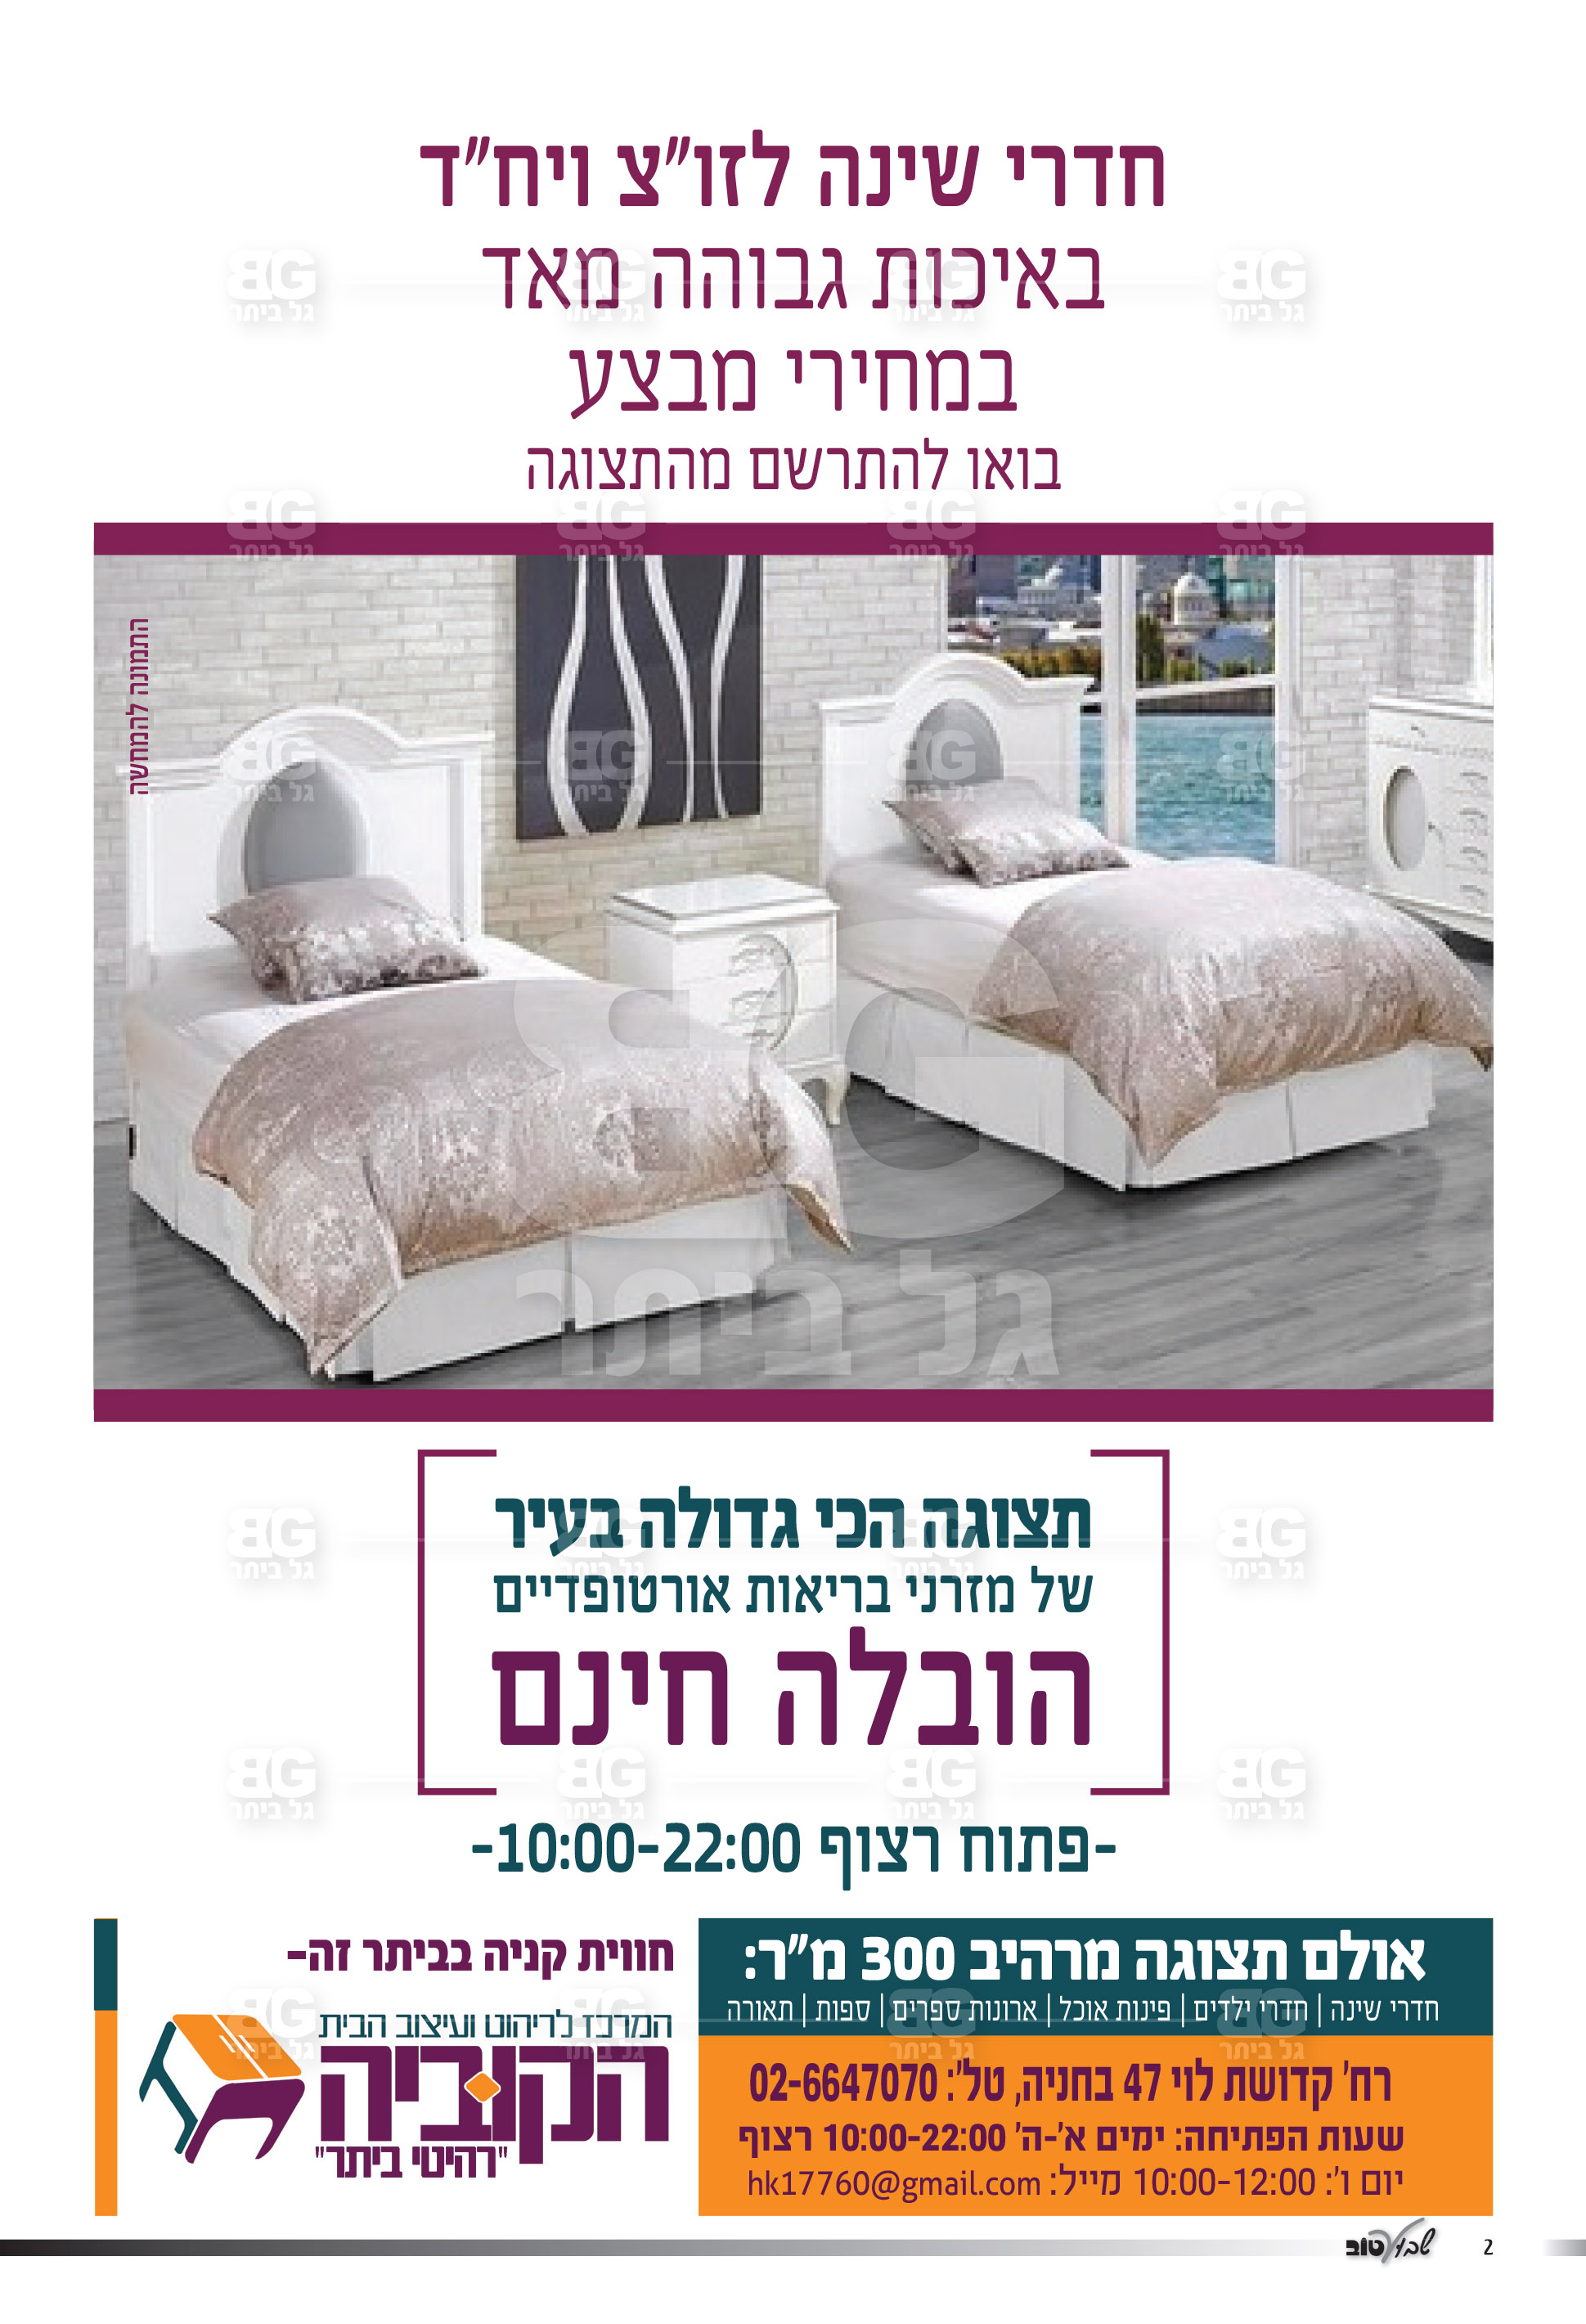 חדרי שינה לזו"צ ויח"ד
באיכות גבוהה מאד
במחירי מבצע
בואו להתרשם מהתצוגה
התמונה להמחשה
תצוגה הכי גדולה בעיר
של מזרני בריאות אורטופדיים
הובלה חינם
-פתוח רצוף 10:00-22:00-
אולם תצוגה מרהיב 300 מ"ר:
חדרי שינה | חדרי ילדים | פינות אוכל | ארונות ספרים | ספות | תאורה
רח' קדושת לוי 47 בחניה, טל': 02-6647070
שעות הפתיחה: ימים א'-ה' 10:00-22:00 רצוף
יום ו': 10:00-12:00 מייל: hk17760@gmail.com
חווית קניה בביתר זה-
המרכז לריהוט ועיצוב הבית
הקוביה
"רהיטי ביתר"
BG
גל ביתר
שבוע טוב
2